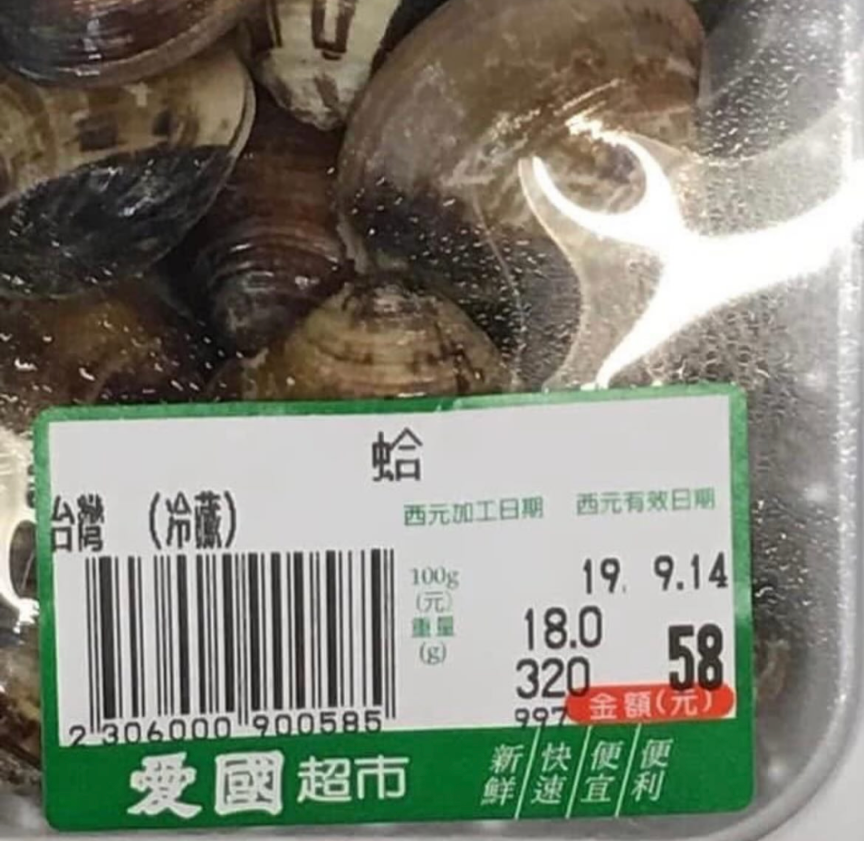 蛤
台灣 (冷藏)
西元加工日期 西元有效日期
19. 9.14
100g
(元)
18.0
58
重量
(g)
320
金額(元)
997
2 306000 900585
愛國超市
新鮮 快速 便宜 便利